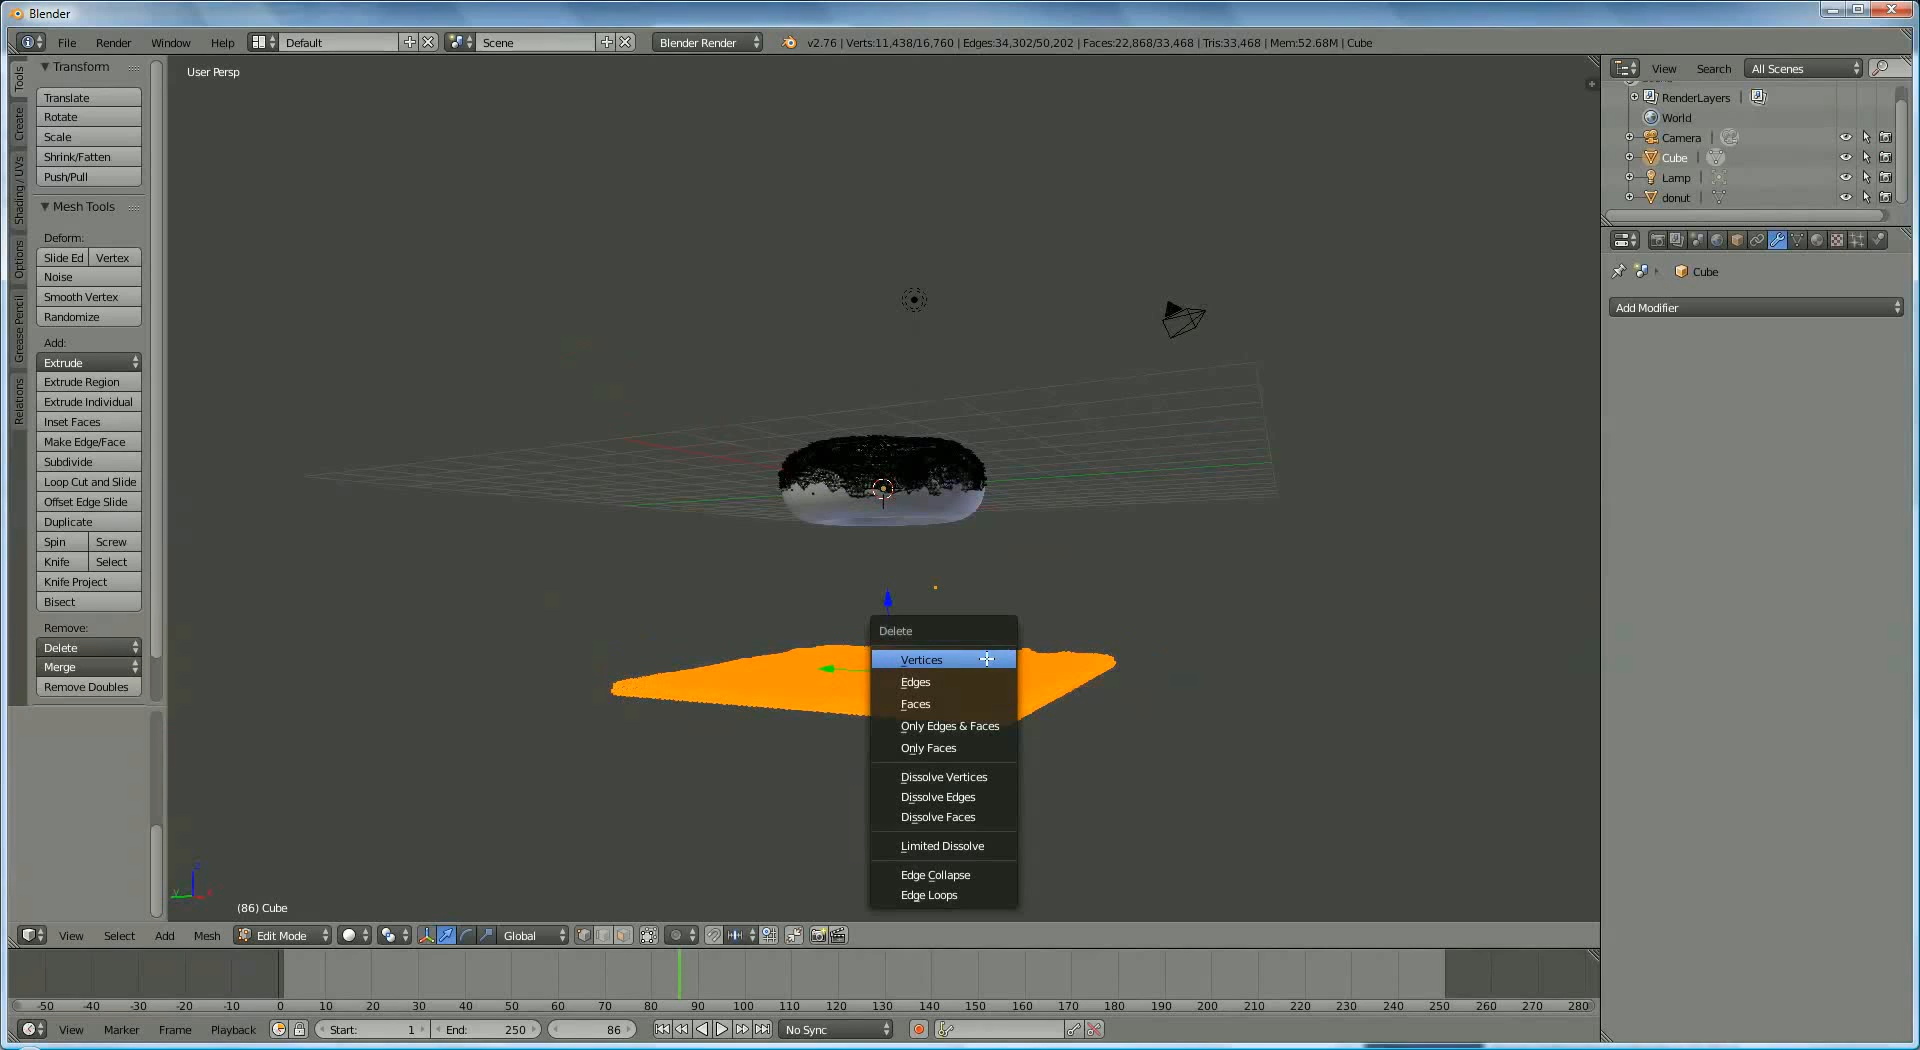 Blender
File Render Window Help Default Scene Blender Render v2.76 | Verts:11,438/16,760 | Edges:34,302/50,202 | Faces:22,868/33,468 | Tris:33,468 | Mem:52.68M | Cube
Transform
Translate
Rotate
Scale
Shrink/Fatten
Push/Pull
Mesh Tools
Deform:
Slide Ed Vertex
Noise
Smooth Vertex
Randomize
Add:
Extrude
Extrude Region
Extrude Individual
Inset Faces
Make Edge/Face
Subdivide
Loop Cut and Slide
Offset Edge Slide
Duplicate
Spin Screw
Knife Select
Knife Project
Bisect
Remove:
Delete
Merge
Remove Doubles
Tools
Create
Shading / UVs
Options
Grease Pencil
Relations
User Persp
Delete
Vertices
Edges
Faces
Only Edges & Faces
Only Faces
Dissolve Vertices
Dissolve Edges
Dissolve Faces
Limited Dissolve
Edge Collapse
Edge Loops
(86) Cube
View Search All Scenes
RenderLayers
World
Camera
Cube
Lamp
donut
Cube
Add Modifier
View Select Add Mesh Edit Mode Global
-50 -40 -30 -20 -10 0 10 20 30 40 50 60 70 80 90 100 110 120 130 140 150 160 170 180 190 200 210 220 230 240 250 260 270 280
View Marker Frame Playback Start: 1 End: 250 86 No Sync